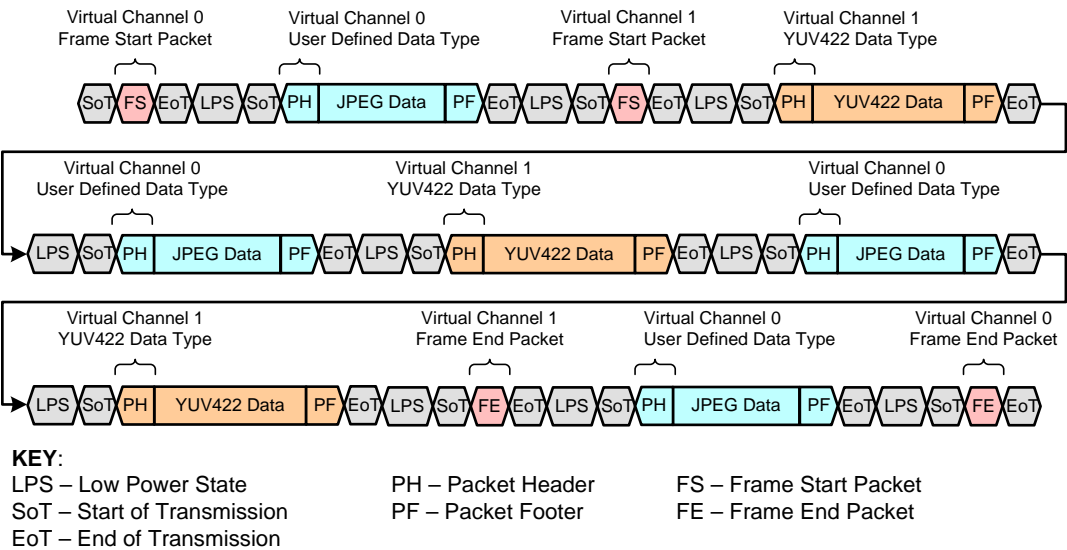 Virtual Channel 0 Virtual Channel 0 Virtual Channel 1 Virtual Channel 1
Frame Start Packet User Defined Data Type Frame Start Packet YUV422 Data Type
SoT FS EoT LPS SoT PH JPEG Data PF EoT LPS SoT FS EoT LPS SoT PH YUV422 Data PF EoT
Virtual Channel 0 Virtual Channel 1 Virtual Channel 0
User Defined Data Type YUV422 Data Type User Defined Data Type
LPS SoT PH JPEG Data PF EoT LPS SoT PH YUV422 Data PF EoT LPS SoT PH JPEG Data PF EoT
Virtual Channel 1 Virtual Channel 1 Virtual Channel 0 Virtual Channel 0
YUV422 Data Type Frame End Packet User Defined Data Type Frame End Packet
LPS SoT PH YUV422 Data PF EoT LPS SoT FE EoT LPS SoT PH JPEG Data PF EoT LPS SoT FE EoT
KEY:
LPS – Low Power State PH – Packet Header FS – Frame Start Packet
SoT – Start of Transmission PF – Packet Footer FE – Frame End Packet
EoT – End of Transmission